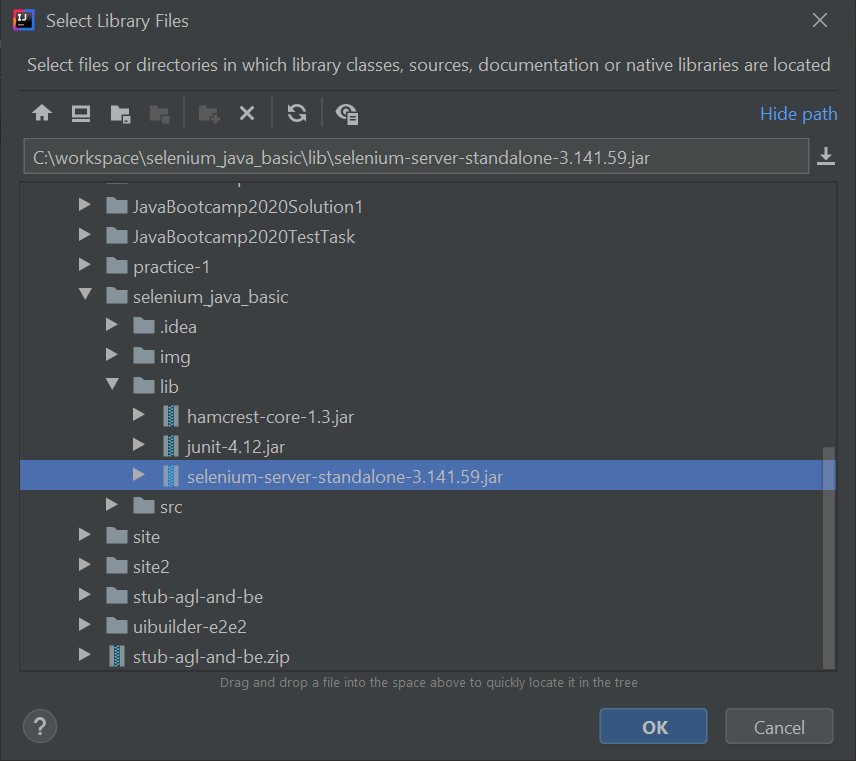 Select Library Files
Select files or directories in which library classes, sources, documentation or native libraries are located
Hide path
C:\workspace\selenium_java_basic\lib\selenium-server-standalone-3.141.59.jar
JavaBootcamp2020Solution1
JavaBootcamp2020TestTask
practice-1
selenium_java_basic
.idea
img
lib
hamcrest-core-1.3.jar
junit-4.12.jar
selenium-server-standalone-3.141.59.jar
src
site
site2
stub-agl-and-be
uibuilder-e2e2
stub-agl-and-be.zip
Drag and drop a file into the space above to quickly locate it in the tree
?
OK
Cancel